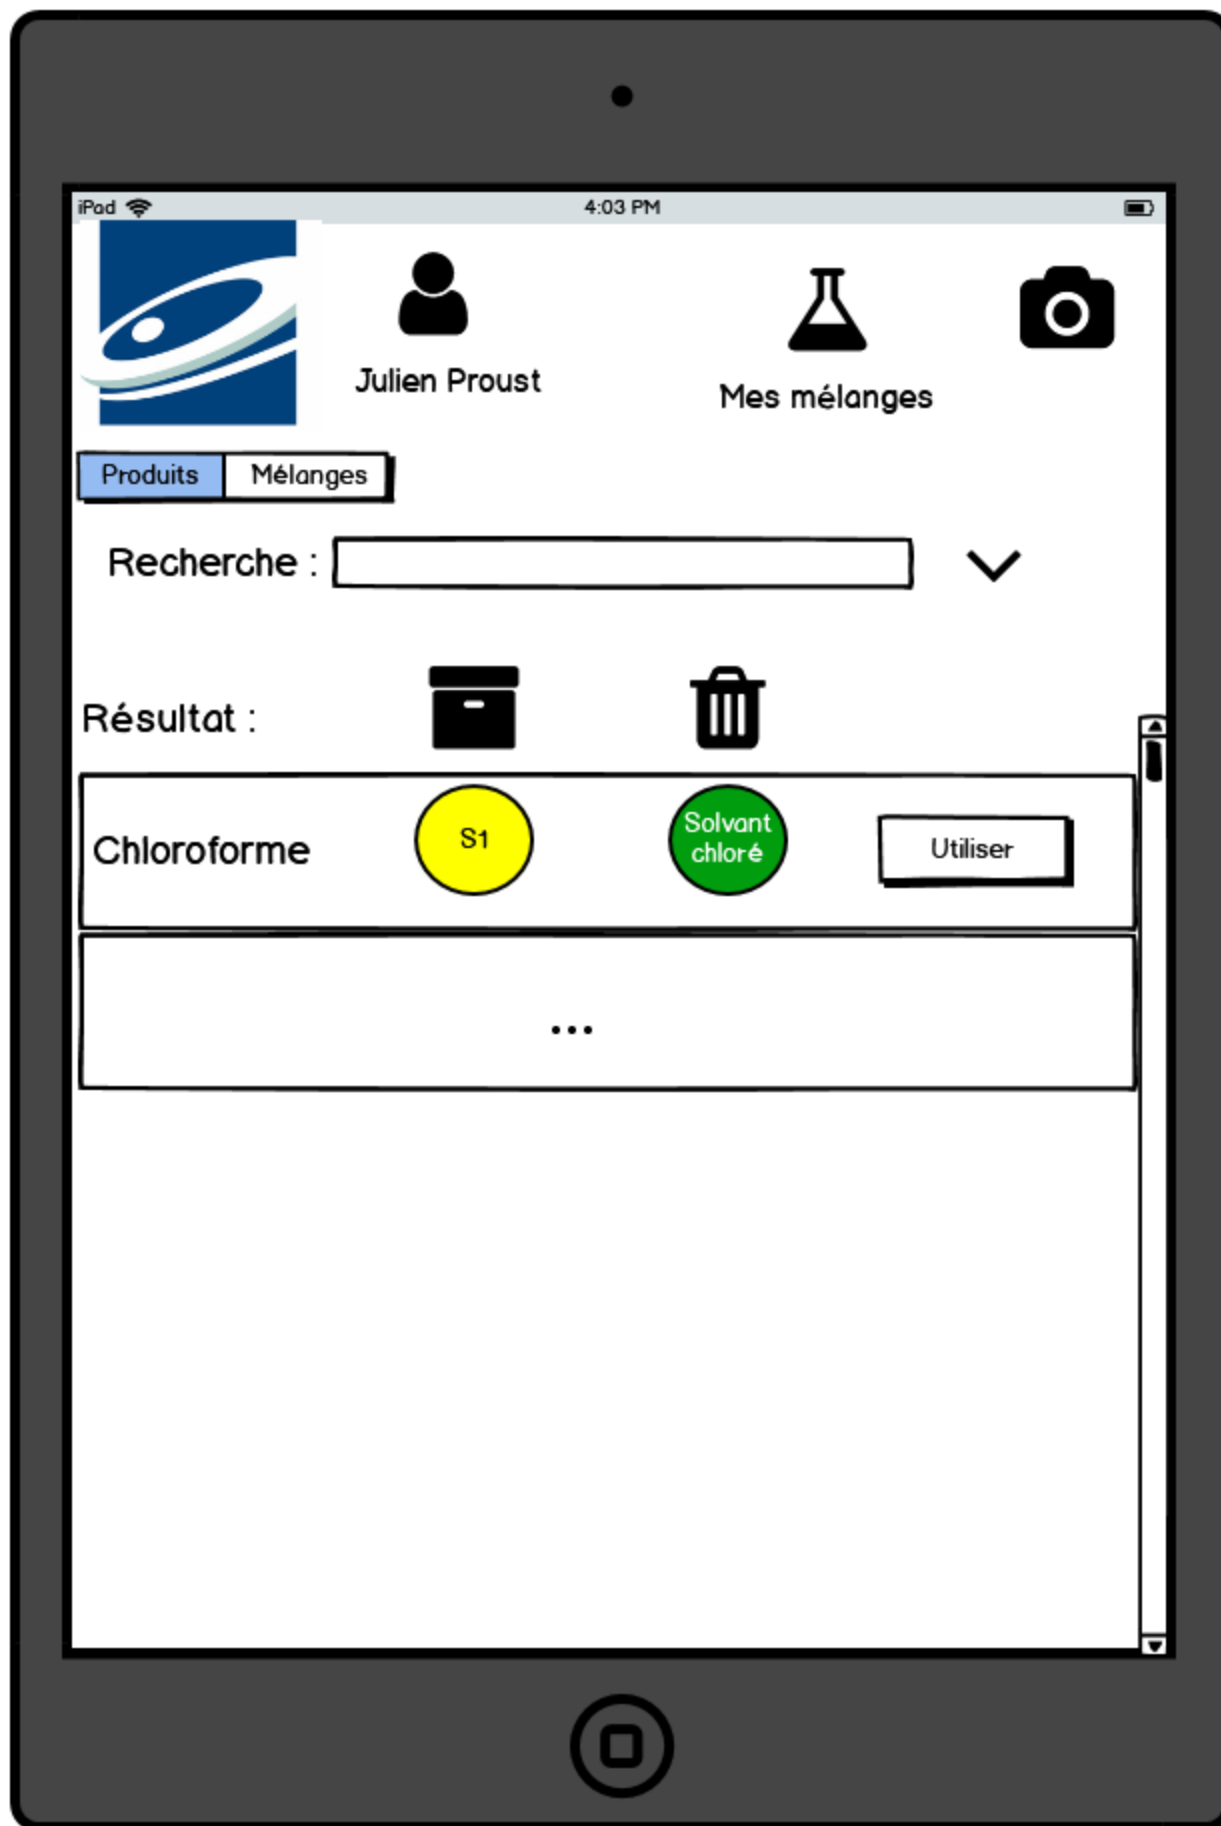 iPad
4:03 PM
Julien Proust
Mes mélanges
Produits
Mélanges
Recherche :
Résultat :
Chloroforme
S1
Solvant
chloré
Utiliser
...